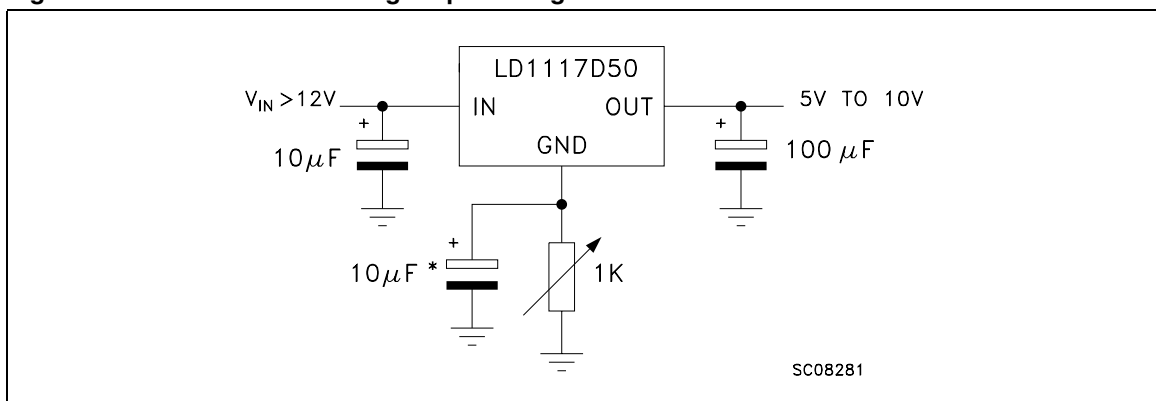 LD1117D50
V_IN >12V
IN
OUT
5V TO 10V
GND
+
10μF
+
100 μF
+
10μF *
1K
SC08281